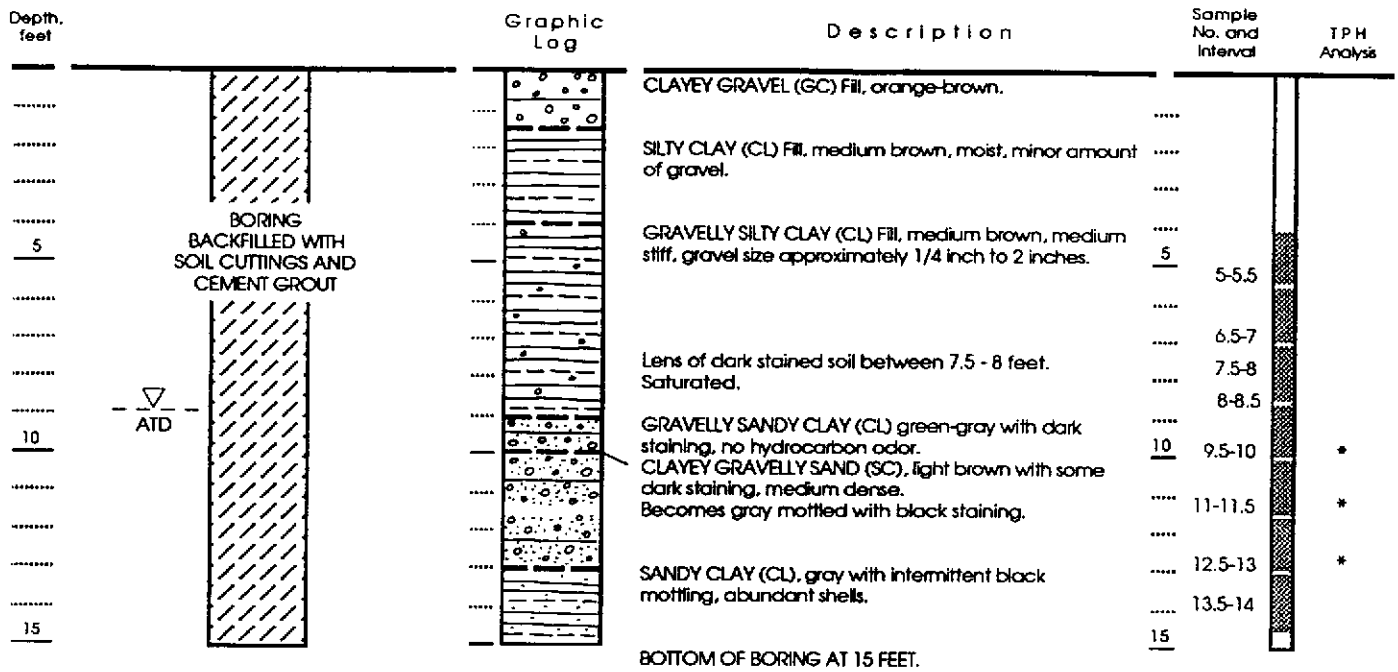 Depth, feet
Graphic Log
Description
Sample No. and Interval
TPH Analysis
CLAYEY GRAVEL (GC) Fill, orange-brown.
SILTY CLAY (CL) Fill, medium brown, moist, minor amount
of gravel.
BORING
BACKFILLED WITH
SOIL CUTTINGS AND
CEMENT GROUT
5
GRAVELLY SILTY CLAY (CL) Fill, medium brown, medium
stiff, gravel size approximately 1/4 inch to 2 inches.
5
5-5.5
6.5-7
Lens of dark stained soil between 7.5 - 8 feet.
Saturated.
7.5-8
8-8.5
ATD
10
GRAVELLY SANDY CLAY (CL) green-gray with dark
staining, no hydrocarbon odor.
10
9.5-10 *
CLAYEY GRAVELLY SAND (SC), light brown with some
dark staining, medium dense.
Becomes gray mottled with black staining.
11-11.5 *
12.5-13 *
SANDY CLAY (CL), gray with intermittent black
mottling, abundant shells.
13.5-14
15
15
BOTTOM OF BORING AT 15 FEET.